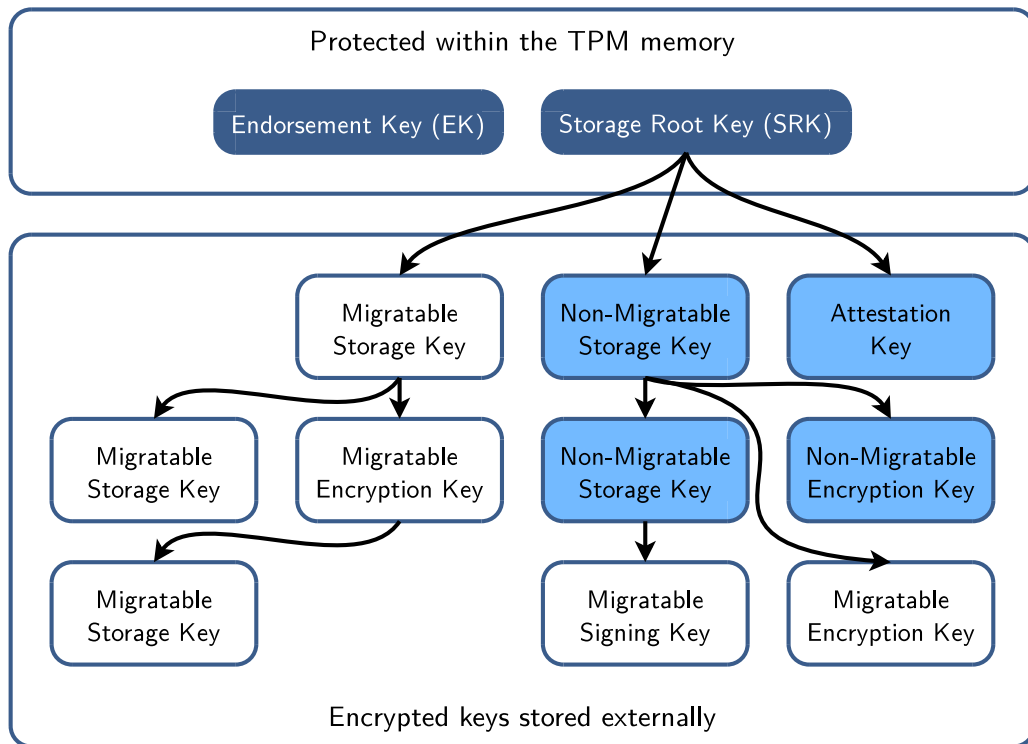 Protected within the TPM memory
Endorsement Key (EK)
Storage Root Key (SRK)
Migratable
Storage Key
Non-Migratable
Storage Key
Attestation
Key
Migratable
Storage Key
Migratable
Encryption Key
Non-Migratable
Storage Key
Non-Migratable
Encryption Key
Migratable
Storage Key
Migratable
Signing Key
Migratable
Encryption Key
Encrypted keys stored externally